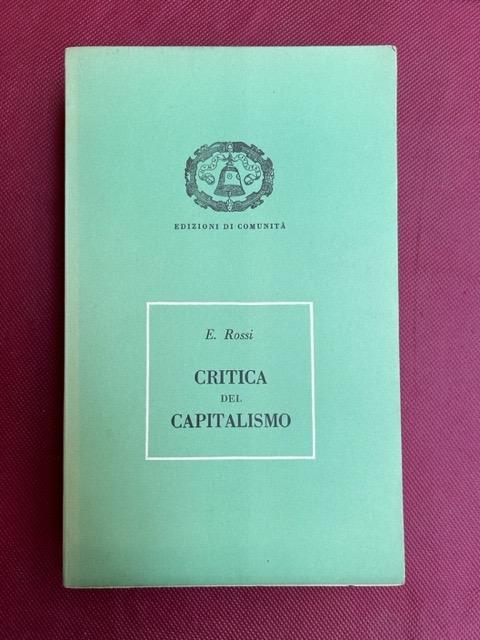 EDIZIONI DI COMUNITÀ
E. Rossi
CRITICA
DEL
CAPITALISMO